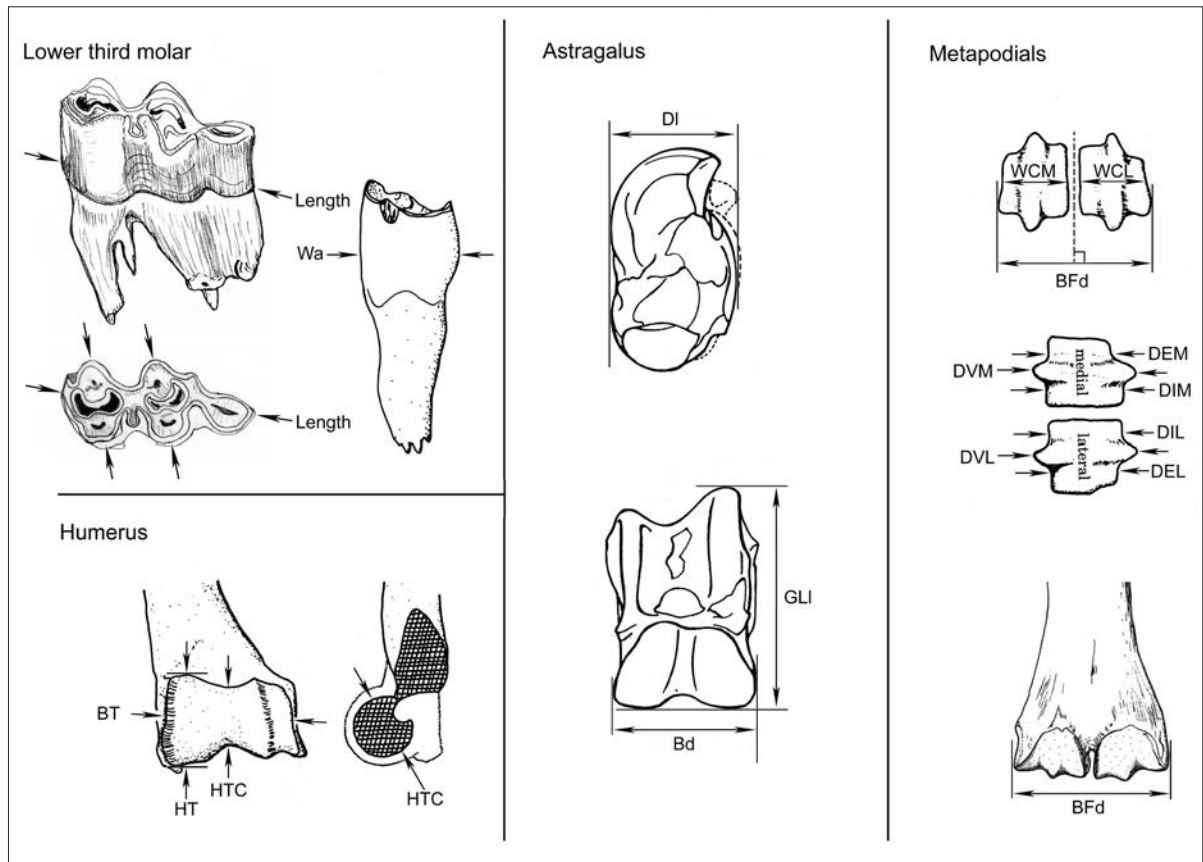 Lower third molar
Length
Wa
Length
Humerus
BT
HT
HTC
HTC
Astragalus
Dl
GLl
Bd
Metapodials
WCM
WCL
BFd
medial
DVM
DEM
DIM
lateral
DVL
DIL
DEL
BFd